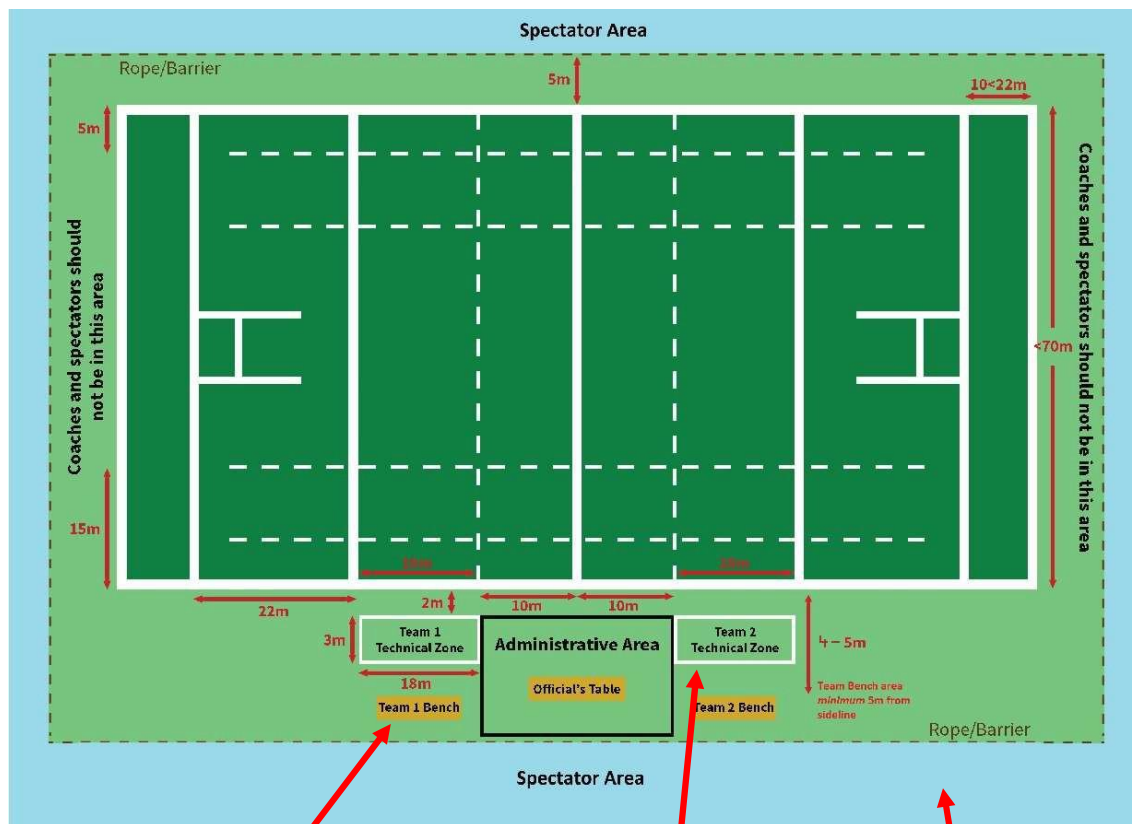 Spectator Area
Rope/Barrier
5m
10<22m
5m
Coaches and spectators should
not be in this area
Coaches and spectators should not be in this area
<70m
15m
22m
2m
10m
10m
3m
Team 1
Technical Zone
Administrative Area
Team 2
Technical Zone
4 – 5m
18m
Official's Table
Team 1 Bench
Team 2 Bench
Team Bench area
minimum 5m from
sideline
Rope/Barrier
Spectator Area